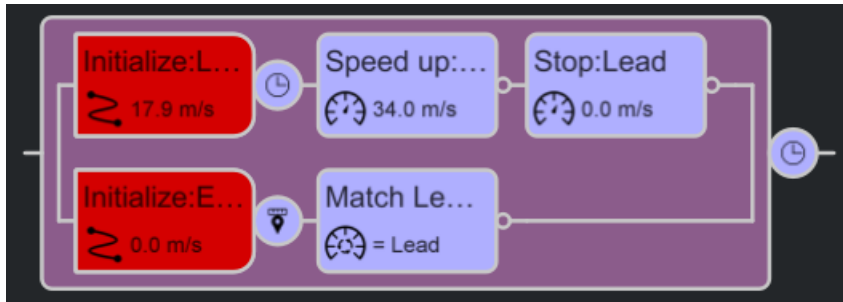 Initialize:L...
17.9 m/s
Speed up:...
34.0 m/s
Stop:Lead
0.0 m/s
Initialize:E...
0.0 m/s
Match Le...
= Lead